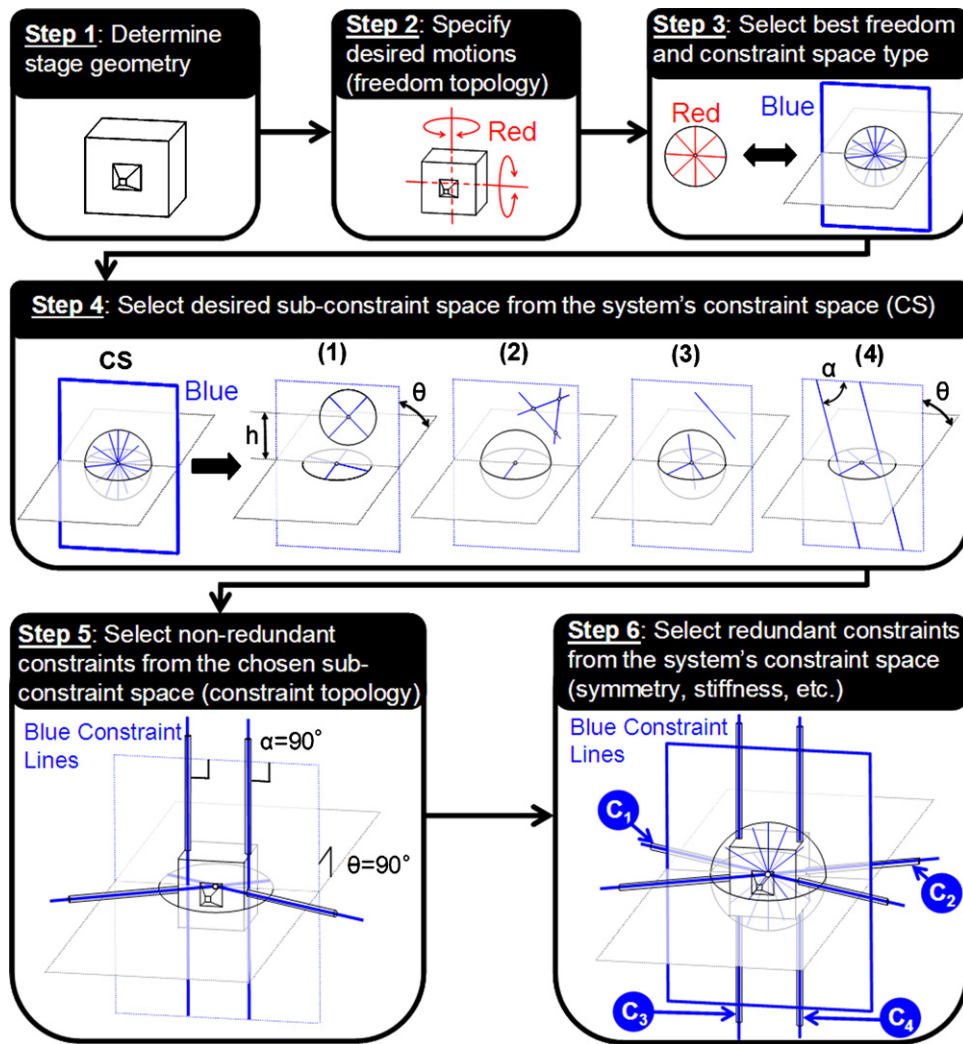 Step 1: Determine
stage geometry
Step 2: Specify
desired motions
(freedom topology)
Red
Step 3: Select best freedom
and constraint space type
Red
Blue
Step 4: Select desired sub-constraint space from the system's constraint space (CS)
CS
(1)
(2)
(3)
(4)
Blue
h
θ
α
θ
Step 5: Select non-redundant
constraints from the chosen sub-
constraint space (constraint topology)
Blue Constraint
Lines
α=90°
θ=90°
Step 6: Select redundant constraints
from the system's constraint space
(symmetry, stiffness, etc.)
Blue Constraint
Lines
C1
C2
C3
C4